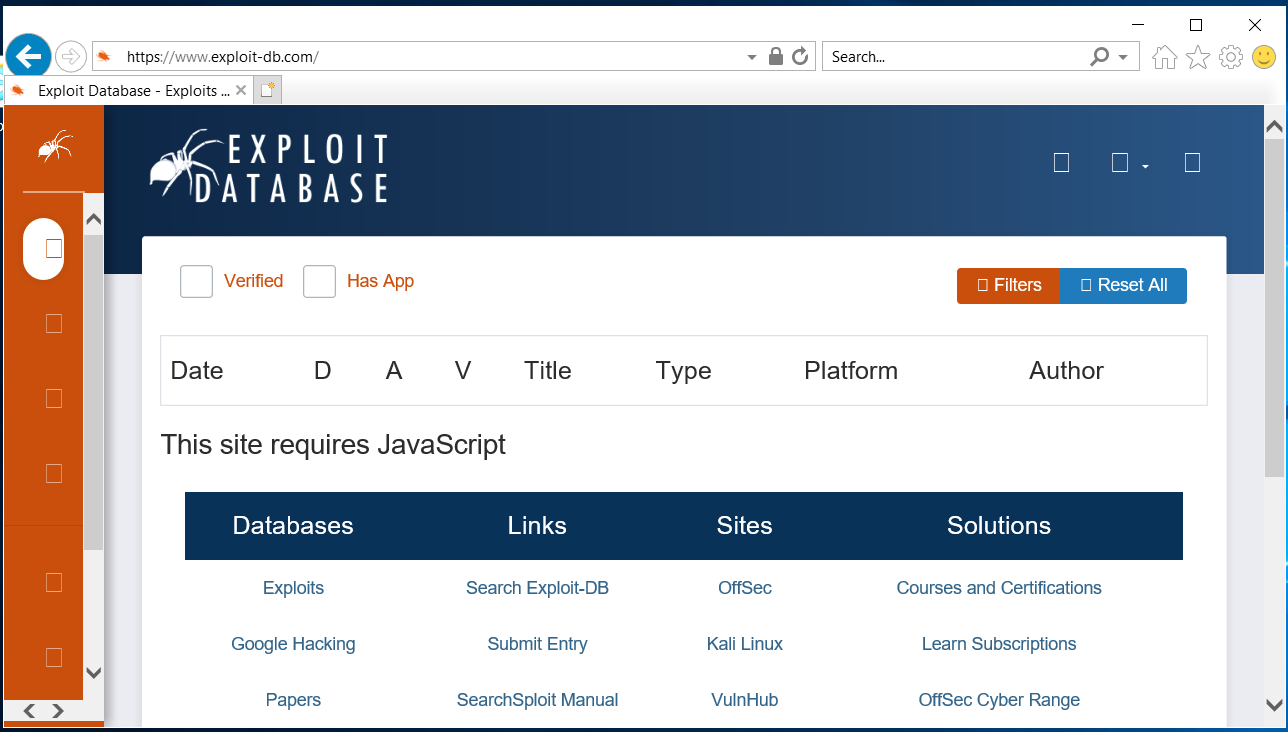 https://www.exploit-db.com/
Search...
Exploit Database - Exploits ...
EXPLOIT
DATABASE
Verified Has App
Filters Reset All
Date D A V Title Type Platform Author
This site requires JavaScript
Databases Links Sites Solutions
Exploits Search Exploit-DB OffSec Courses and Certifications
Google Hacking Submit Entry Kali Linux Learn Subscriptions
Papers SearchSploit Manual VulnHub OffSec Cyber Range